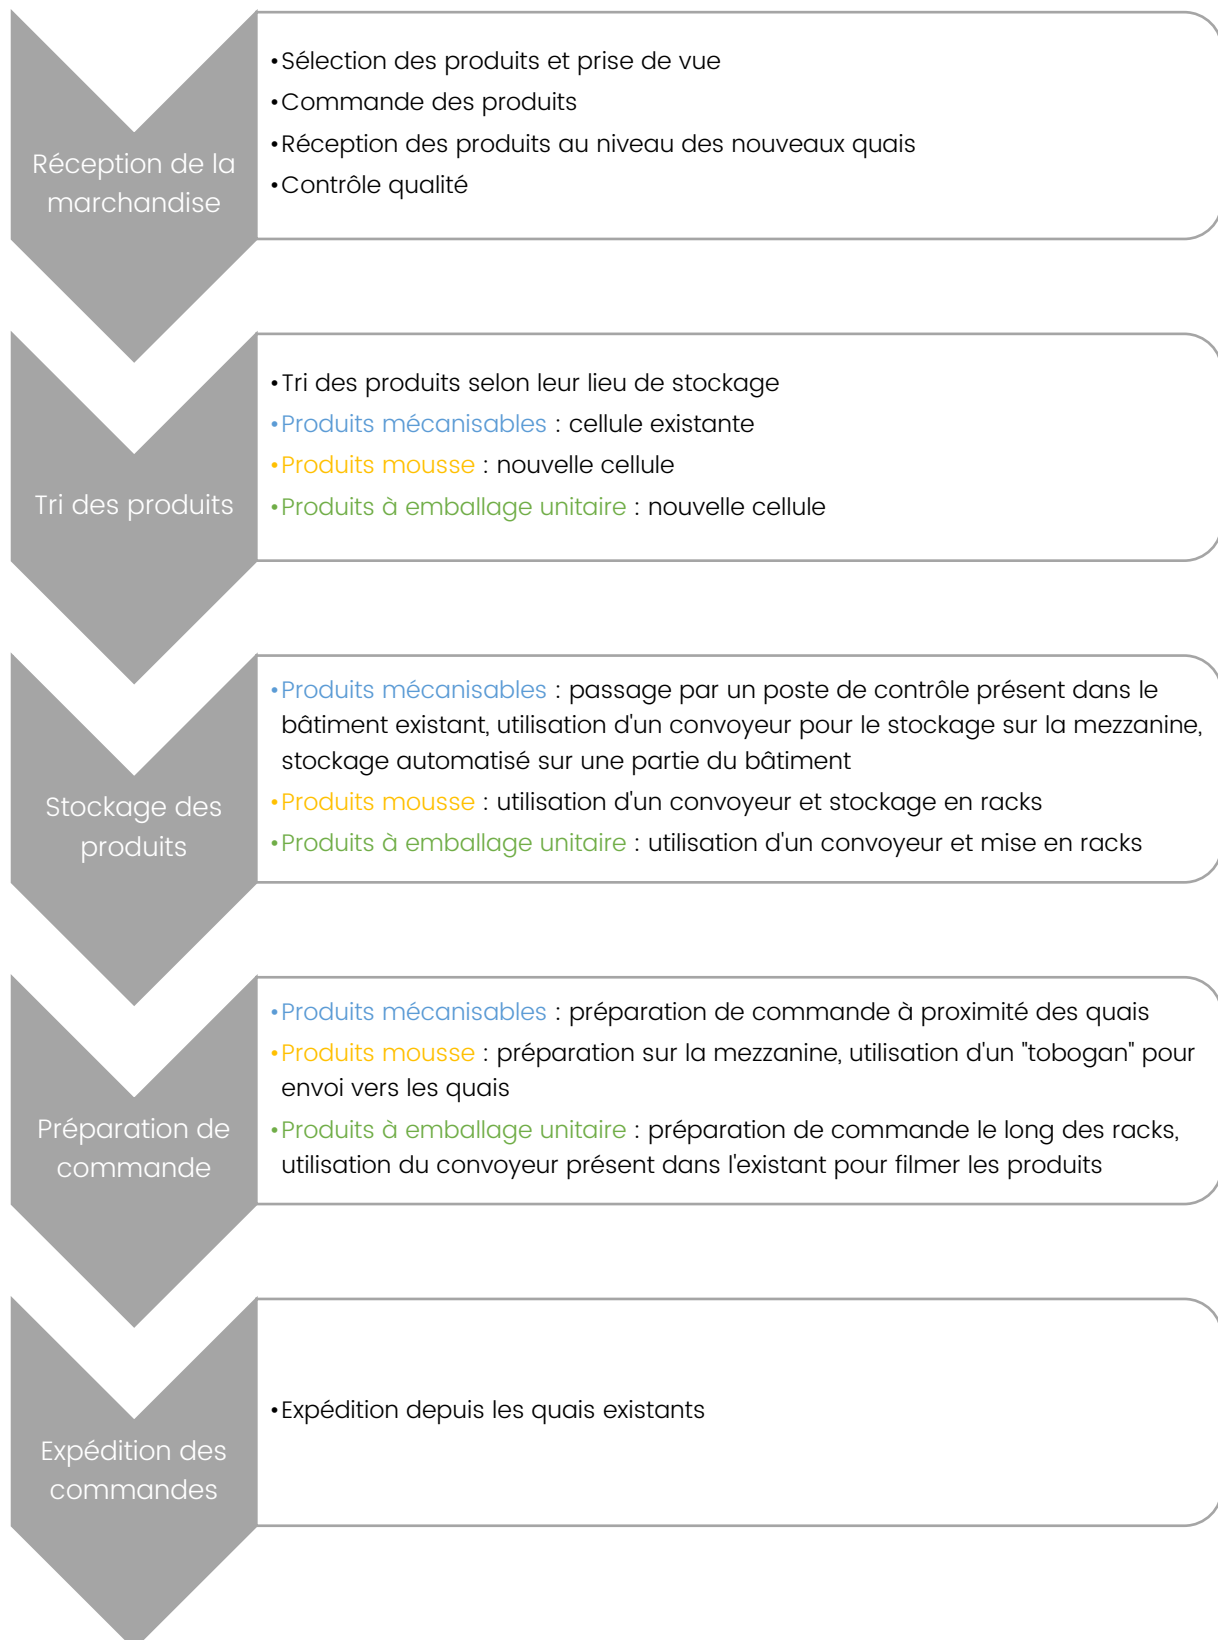 Réception de la
marchandise
•Sélection des produits et prise de vue
•Commande des produits
•Réception des produits au niveau des nouveaux quais
•Contrôle qualité
Tri des produits
•Tri des produits selon leur lieu de stockage
•Produits mécanisables : cellule existante
•Produits mousse : nouvelle cellule
•Produits à emballage unitaire : nouvelle cellule
Stockage des
produits
•Produits mécanisables : passage par un poste de contrôle présent dans le
bâtiment existant, utilisation d'un convoyeur pour le stockage sur la mezzanine,
stockage automatisé sur une partie du bâtiment
•Produits mousse : utilisation d'un convoyeur et stockage en racks
•Produits à emballage unitaire : utilisation d'un convoyeur et mise en racks
Préparation de
commande
•Produits mécanisables : préparation de commande à proximité des quais
•Produits mousse : préparation sur la mezzanine, utilisation d'un "tobogan" pour
envoi vers les quais
•Produits à emballage unitaire : préparation de commande le long des racks,
utilisation du convoyeur présent dans l'existant pour filmer les produits
Expédition des
commandes
•Expédition depuis les quais existants